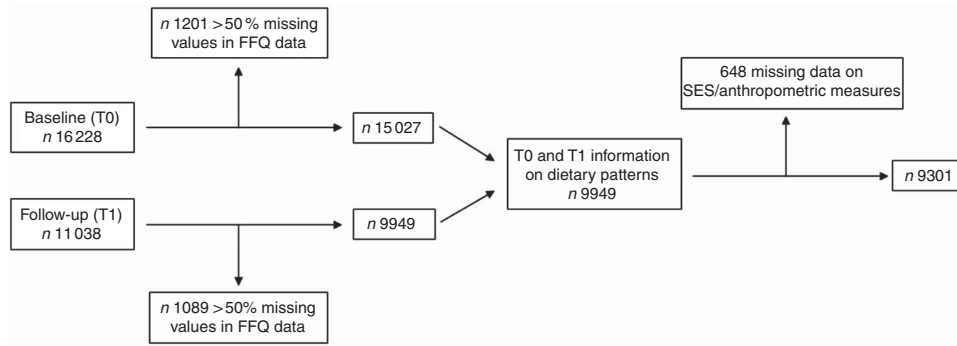 n 1201 >50 % missing
values in FFQ data
648 missing data on
SES/anthropometric measures
Baseline (T0)
n 16 228
n 15 027
T0 and T1 information
on dietary patterns
n 9949
n 9301
Follow-up (T1)
n 11 038
n 9949
n 1089 >50% missing
values in FFQ data